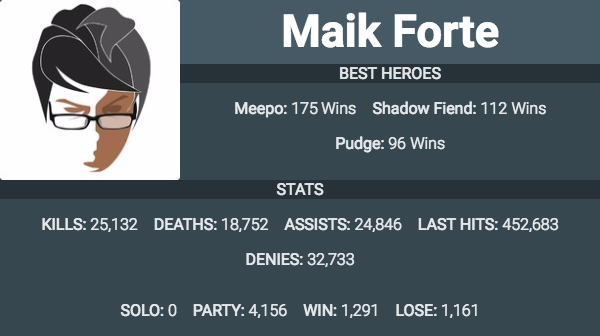 Maik Forte
BEST HEROES
Meepo: 175 Wins Shadow Fiend: 112 Wins
Pudge: 96 Wins
STATS
KILLS: 25,132 DEATHS: 18,752 ASSISTS: 24,846 LAST HITS: 452,683
DENIES: 32,733
SOLO: 0 PARTY: 4,156 WIN: 1,291 LOSE: 1,161